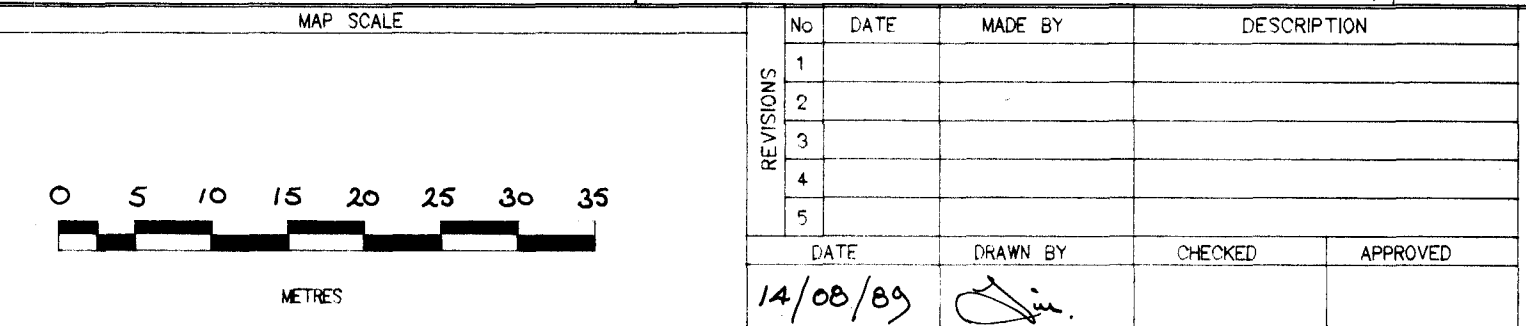 MAP SCALE
0 5 10 15 20 25 30 35
METRES
REVISIONS
No DATE MADE BY DESCRIPTION
1
2
3
4
5
DATE DRAWN BY CHECKED APPROVED
14/08/89